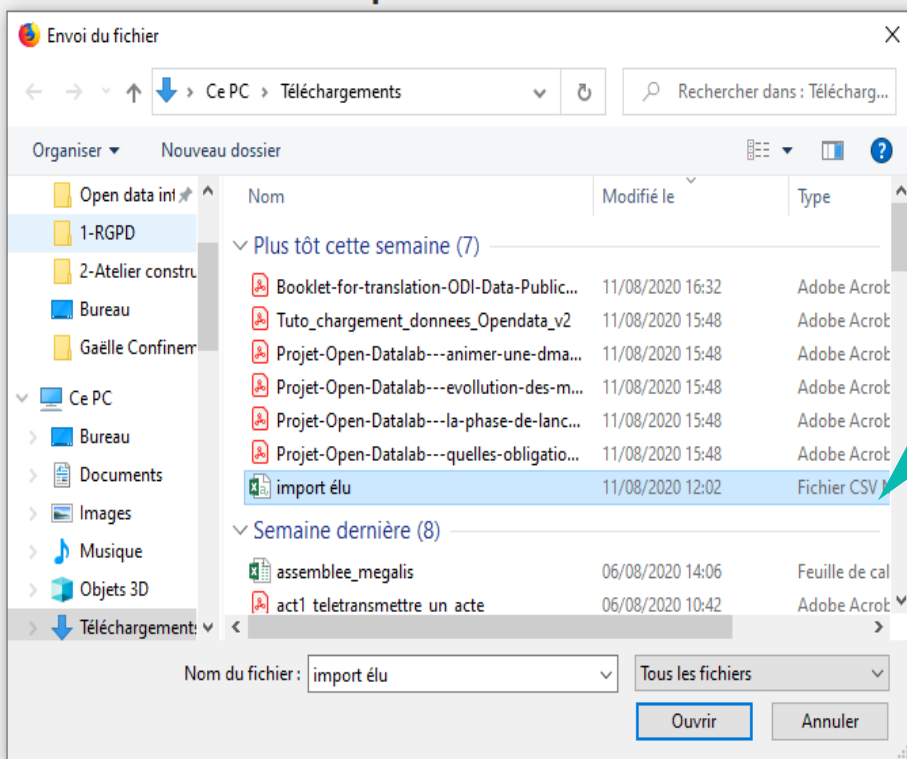 Envoi du fichier
Ce PC > Téléchargements
Rechercher dans : Télécharg...
Organiser Nouveau dossier
Nom Modifié le Type
Open data int
1-RGPD
2-Atelier constru
Bureau
Gaëlle Confinem
Ce PC
Bureau
Documents
Images
Musique
Objets 3D
Téléchargements
Plus tôt cette semaine (7)
Booklet-for-translation-ODI-Data-Public... 11/08/2020 16:32 Adobe Acrob
Tuto_chargement_donnees_Opendata_v2 11/08/2020 15:48 Adobe Acrob
Projet-Open-Datalab---animer-une-dma... 11/08/2020 15:48 Adobe Acrob
Projet-Open-Datalab---evollution-des-m... 11/08/2020 15:48 Adobe Acrob
Projet-Open-Datalab---la-phase-de-lanc... 11/08/2020 15:48 Adobe Acrob
Projet-Open-Datalab---quelles-obligatio... 11/08/2020 15:48 Adobe Acrob
import élu 11/08/2020 12:02 Fichier CSV
Semaine dernière (8)
assemblee_megalis 06/08/2020 14:06 Feuille de cal
act1_teletransmettre_un_acte 06/08/2020 10:42 Adobe Acrob
Nom du fichier : import élu Tous les fichiers
Ouvrir Annuler